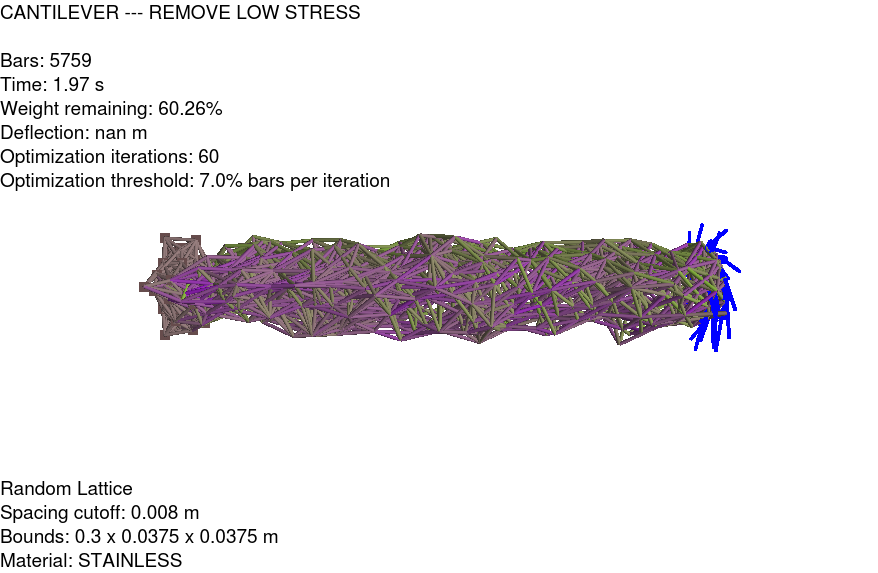 CANTILEVER --- REMOVE LOW STRESS
Bars: 5759
Time: 1.97 s
Weight remaining: 60.26%
Deflection: nan m
Optimization iterations: 60
Optimization threshold: 7.0% bars per iteration
Random Lattice
Spacing cutoff: 0.008 m
Bounds: 0.3 x 0.0375 x 0.0375 m
Material: STAINLESS